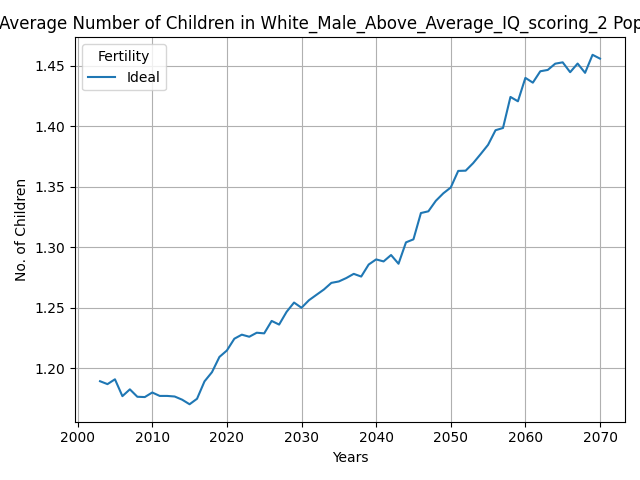 Average Number of Children in White_Male_Above_Average_IQ_scoring_2 Pop
Fertility
Ideal
1.45
1.40
1.35
1.30
1.25
1.20
No. of Children
2000 2010 2020 2030 2040 2050 2060 2070
Years